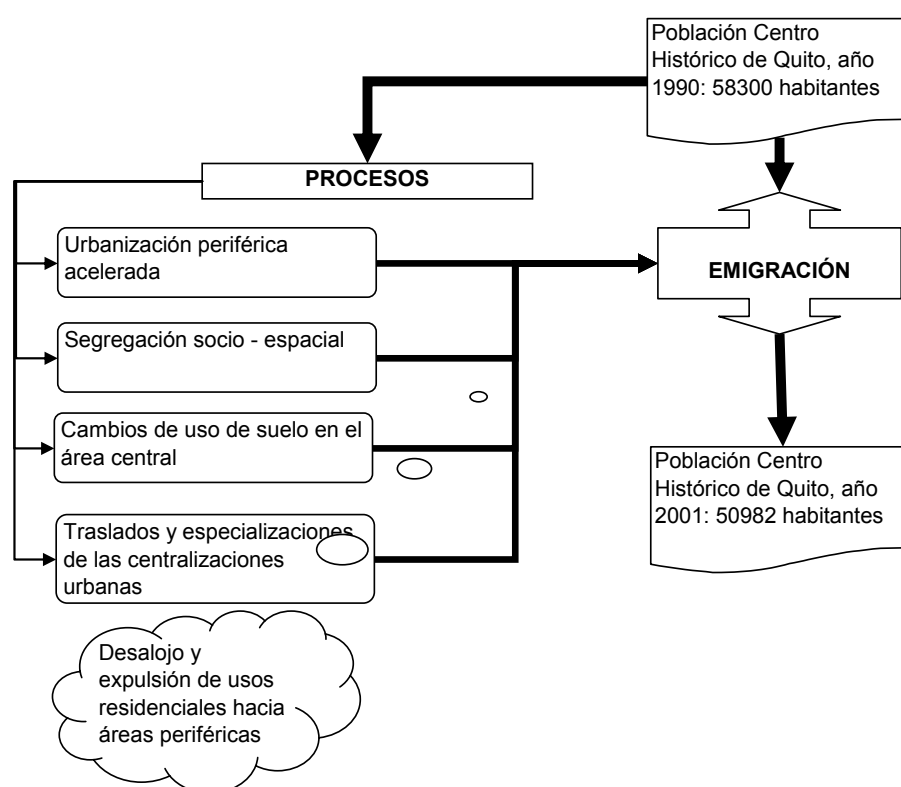 Población Centro
Histórico de Quito, año
1990: 58300 habitantes
PROCESOS
Urbanización periférica
acelerada
EMIGRACIÓN
Segregación socio - espacial
Cambios de uso de suelo en el
área central
Población Centro
Histórico de Quito, año
2001: 50982 habitantes
Traslados y especializaciones
de las centralizaciones
urbanas
Desalojo y
expulsión de usos
residenciales hacia
áreas periféricas